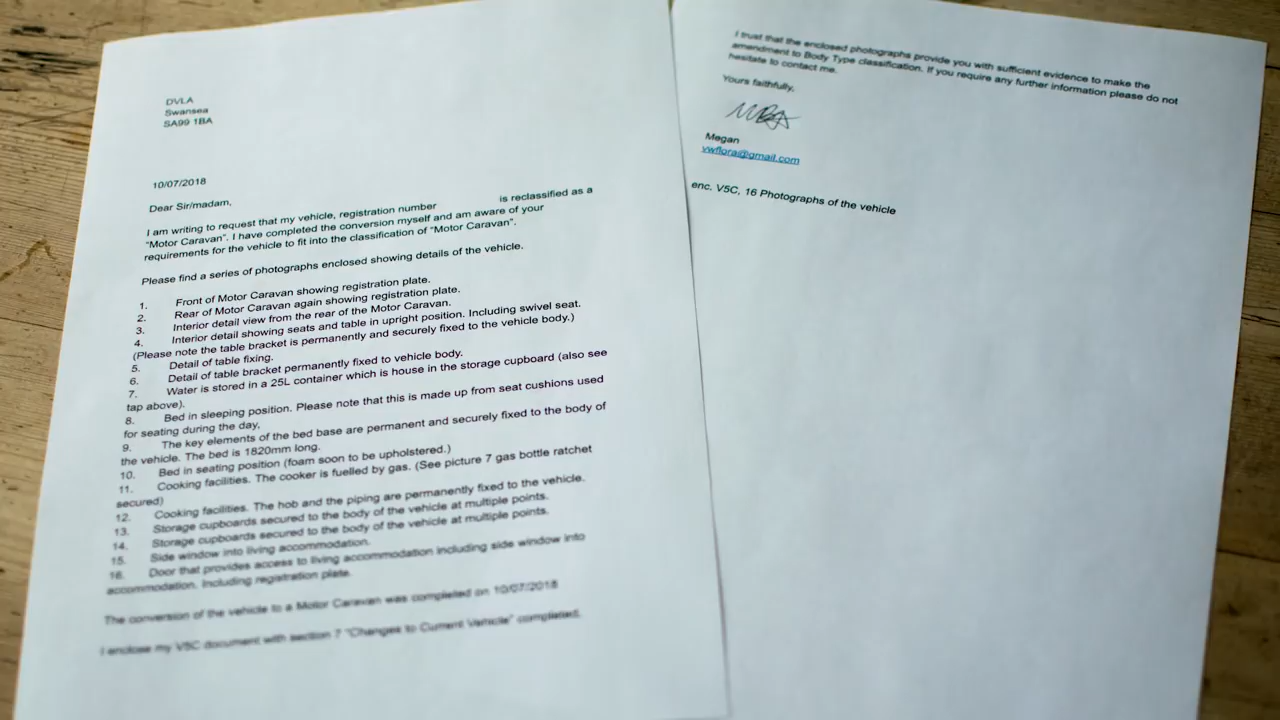 DVLA
Swansea
SA99 1BA
10/07/2018
Dear Sir/madam,
I am writing to request that my vehicle, registration number is reclassified as a
"Motor Caravan". I have completed the conversion myself and am aware of your
requirements for the vehicle to fit into the classification of "Motor Caravan".
Please find a series of photographs enclosed showing details of the vehicle.
1. Front of Motor Caravan showing registration plate.
2. Rear of Motor Caravan again showing registration plate.
3. Interior detail view from the rear of the Motor Caravan.
4. Interior detail showing seats and table in upright position. Including swivel seat.
(Please note the table bracket is permanently and securely fixed to the vehicle body.)
5. Detail of table fixing.
6. Detail of table bracket permanently fixed to vehicle body.
7. Water is stored in a 25L container which is house in the storage cupboard (also see
tap above).
8. Bed in sleeping position. Please note that this is made up from seat cushions used
for seating during the day,
9. The key elements of the bed base are permanent and securely fixed to the body of
the vehicle. The bed is 1820mm long.
10. Bed in seating position (foam soon to be upholstered.)
11. Cooking facilities. The cooker is fuelled by gas. (See picture 7 gas bottle ratchet
secured)
12. Cooking facilities. The hob and the piping are permanently fixed to the vehicle.
13. Storage cupboards secured to the body of the vehicle at multiple points.
14. Storage cupboards secured to the body of the vehicle at multiple points.
15. Side window into living accommodation.
16. Door that provides access to living accommodation including side window into
accommodation. Including registration plate.
The conversion of the vehicle to a Motor Caravan was completed on 10/07/2018
I enclose my V5C document with section 7 "Changes to Current Vehicle" completed.
I trust that the enclosed photographs provide you with sufficient evidence to make the
amendment to Body Type classification. If you require any further information please do not
hesitate to contact me.
Yours faithfully,
Megan
vwflora@gmail.com
enc. V5C, 16 Photographs of the vehicle